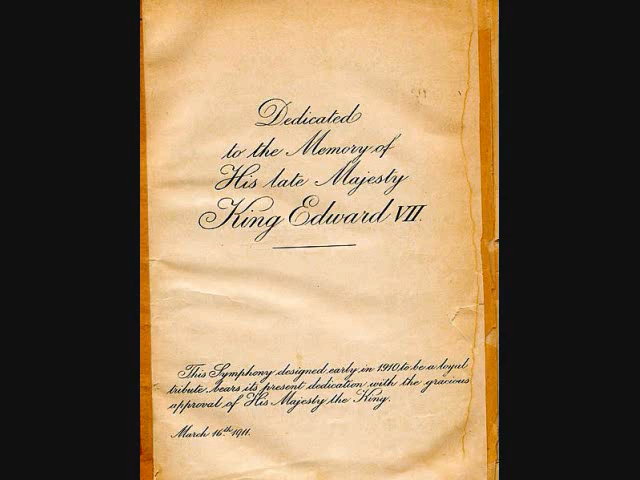 Dedicated
to the Memory of
His late Majesty
King Edward VII.
This Symphony designed early in 1910 to be a loyal
tribute bears its present dedication with the gracious
approval of His Majesty the King.
March 16th 1911.